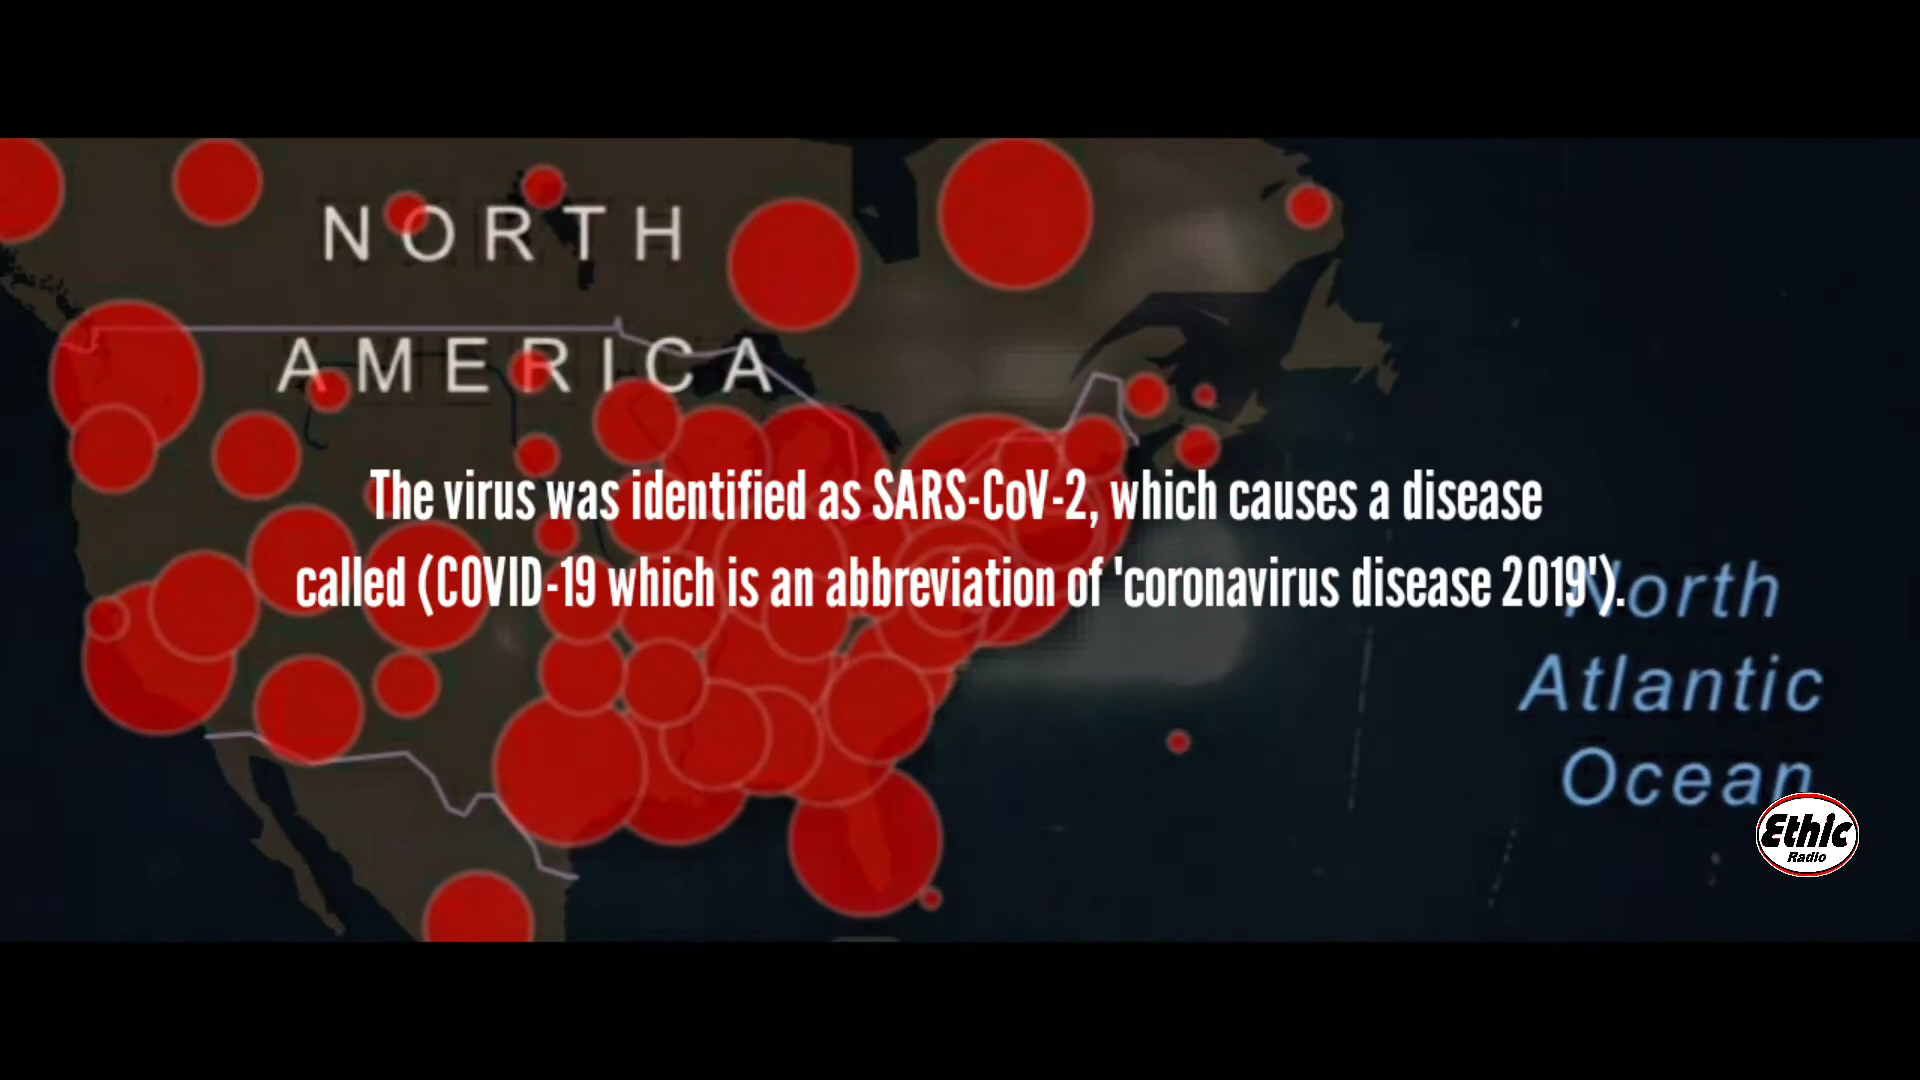 NORTH
AMERICA
The virus was identified as SARS-CoV-2, which causes a disease
called (COVID-19 which is an abbreviation of 'coronavirus disease 2019').
North
Atlantic
Ocean
Ethic
Radio